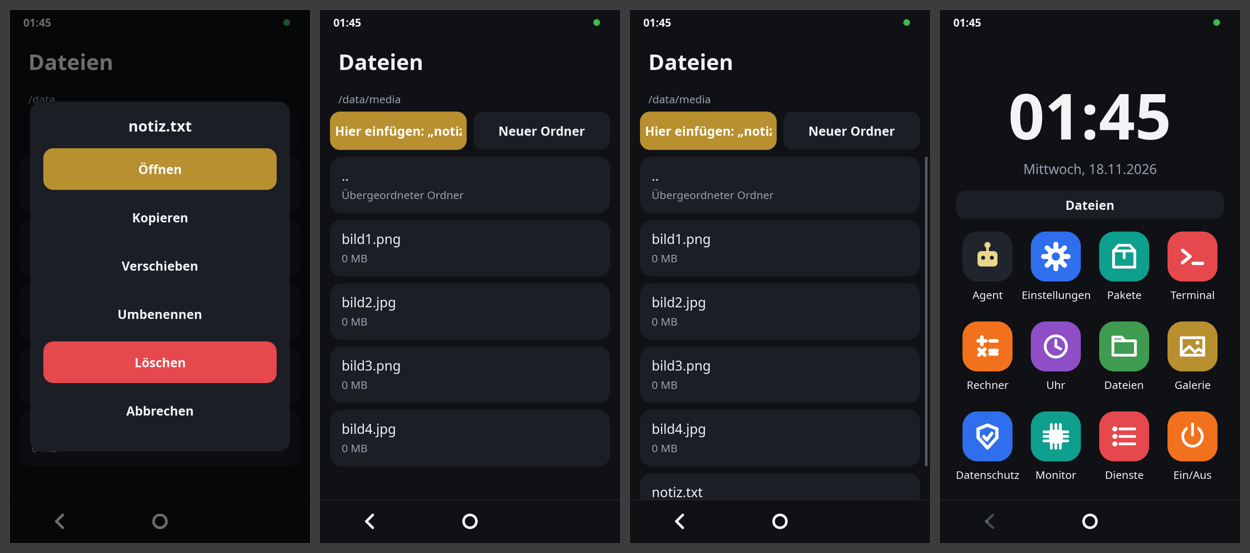 01:45
Dateien
/data
notiz.txt
Öffnen
Kopieren
Verschieben
Umbenennen
Löschen
Abbrechen
01:45
Dateien
/data/media
Hier einfügen: „noti
Neuer Ordner
..
Übergeordneter Ordner
bild1.png
0 MB
bild2.jpg
0 MB
bild3.png
0 MB
bild4.jpg
0 MB
01:45
Dateien
/data/media
Hier einfügen: „noti
Neuer Ordner
..
Übergeordneter Ordner
bild1.png
0 MB
bild2.jpg
0 MB
bild3.png
0 MB
bild4.jpg
0 MB
notiz.txt
01:45
01:45
Mittwoch, 18.11.2026
Dateien
Agent Einstellungen Pakete Terminal
Rechner Uhr Dateien Galerie
Datenschutz Monitor Dienste Ein/Aus